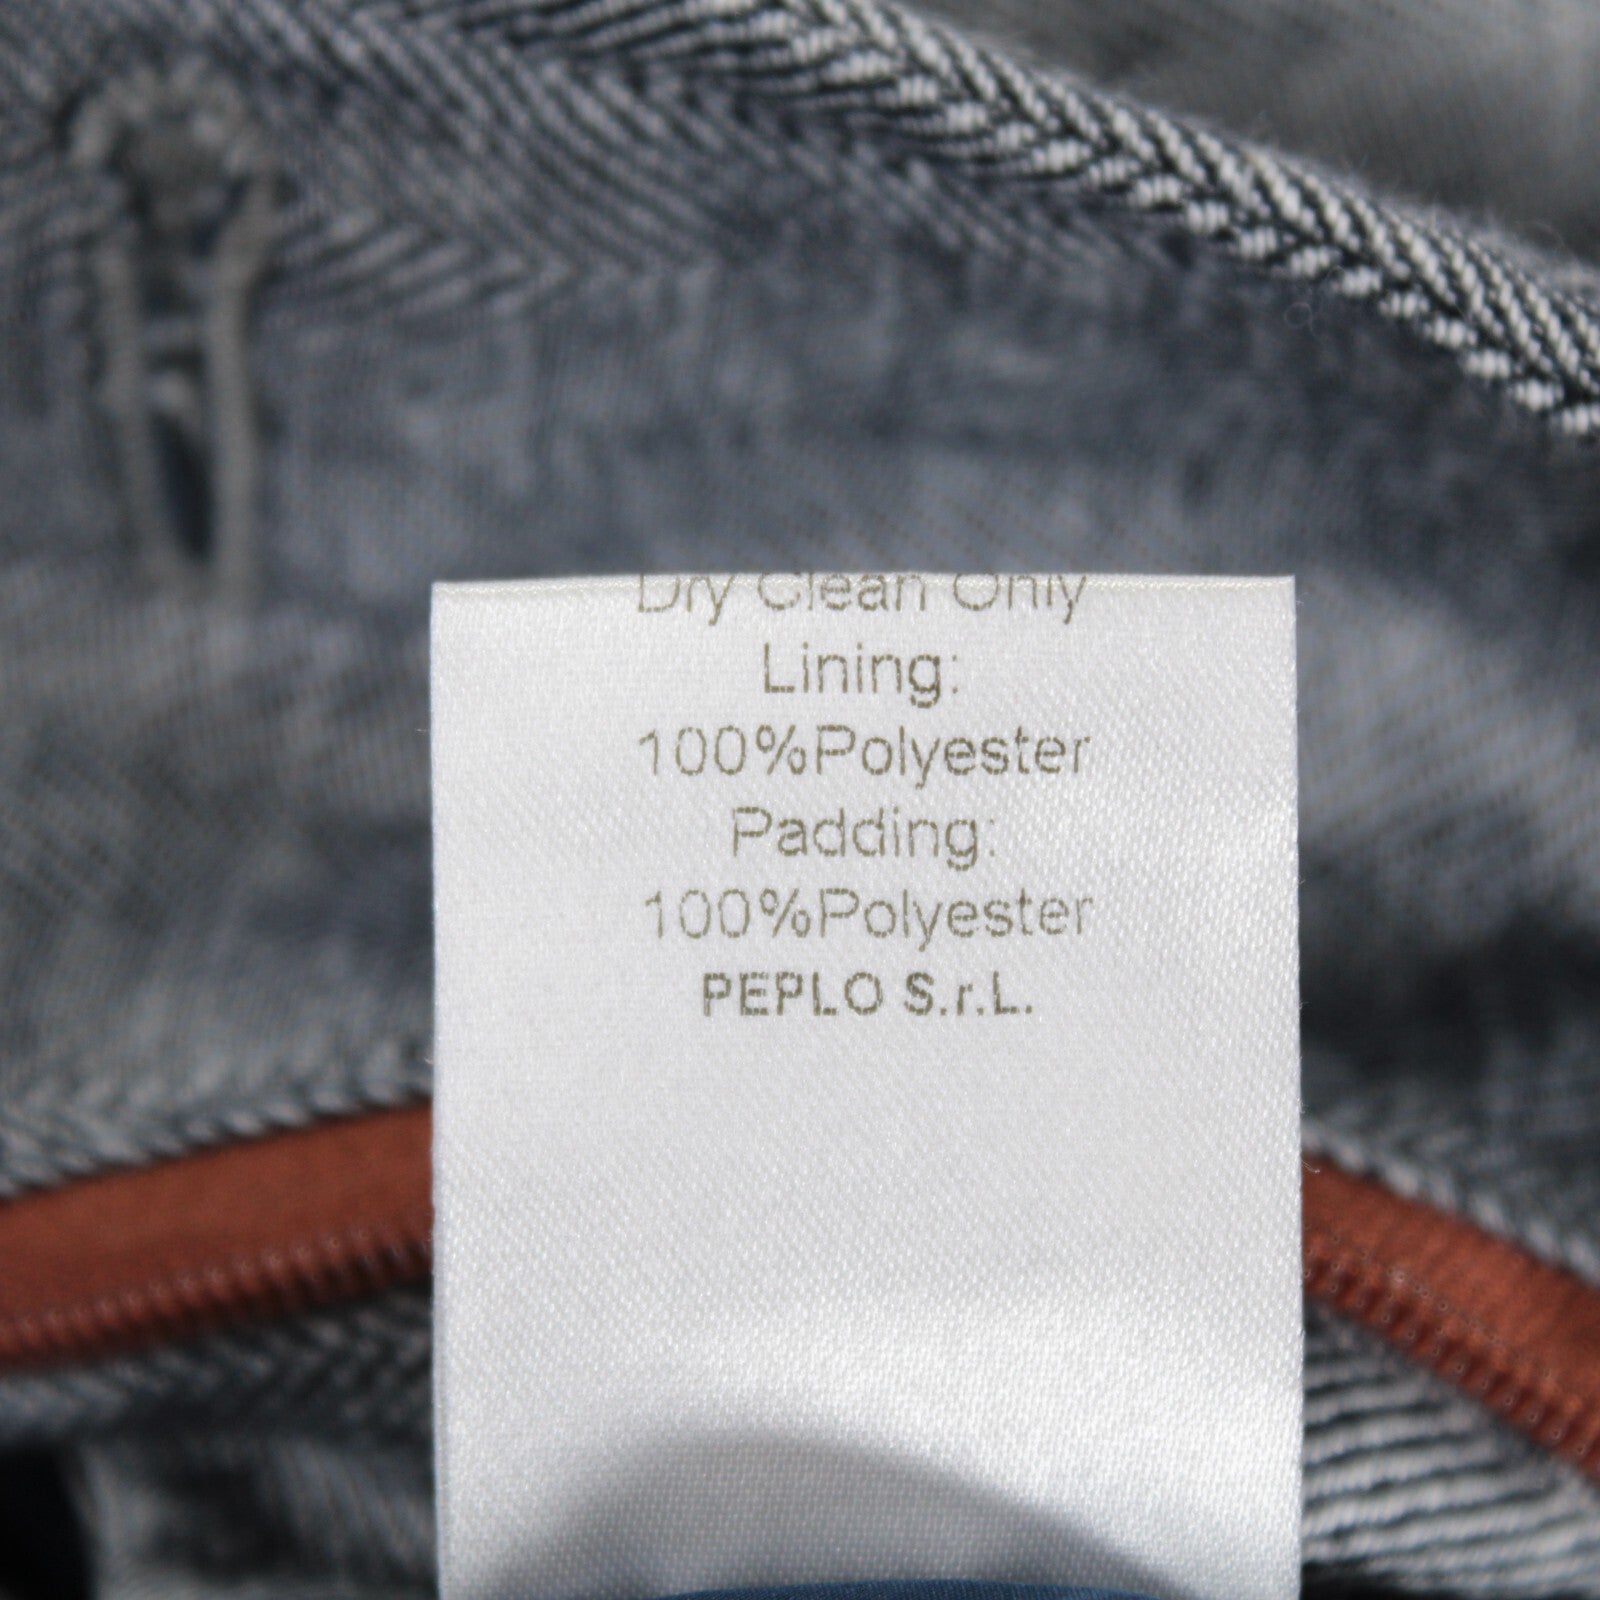 Dry Clean Only
Lining:
100%Polyester
Padding:
100%Polyester
PEPLO S.r.L.